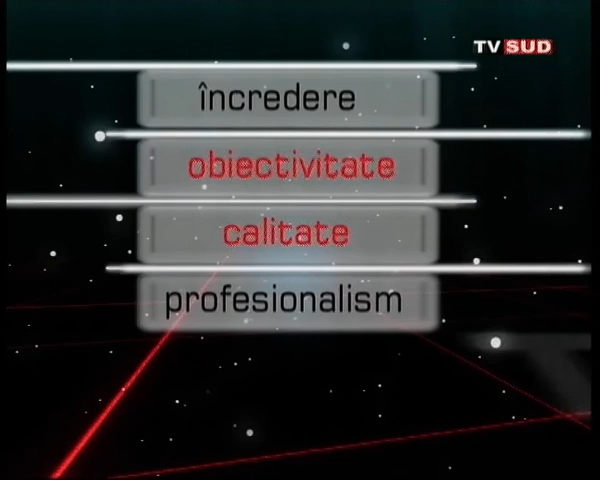 TV SUD
încredere
obiectivitate
calitate
profesionalism